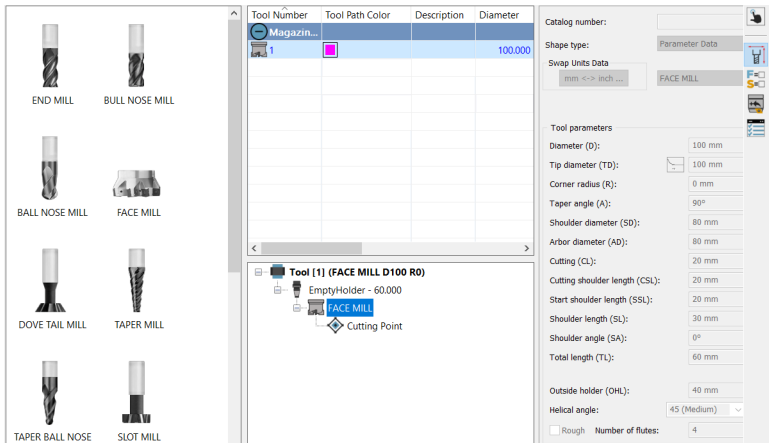 END MILL
BULL NOSE MILL
BALL NOSE MILL
FACE MILL
DOVE TAIL MILL
TAPER MILL
TAPER BALL NOSE
SLOT MILL
Tool Number Tool Path Color Description Diameter
Magazin...
1 100.000
Tool [1] (FACE MILL D100 R0)
EmptyHolder - 60.000
FACE MILL
Cutting Point
Catalog number:
Shape type: Parameter Data
Swap Units Data
mm <-> inch ... FACE MILL
Tool parameters
Diameter (D): 100 mm
Tip diameter (TD): 100 mm
Corner radius (R): 0 mm
Taper angle (A): 90°
Shoulder diameter (SD): 80 mm
Arbor diameter (AD): 80 mm
Cutting (CL): 20 mm
Cutting shoulder length (CSL): 20 mm
Start shoulder length (SSL): 20 mm
Shoulder length (SL): 30 mm
Shoulder angle (SA): 0°
Total length (TL): 60 mm
Outside holder (OHL): 40 mm
Helical angle: 45 (Medium)
Rough Number of flutes: 4
F=
S=